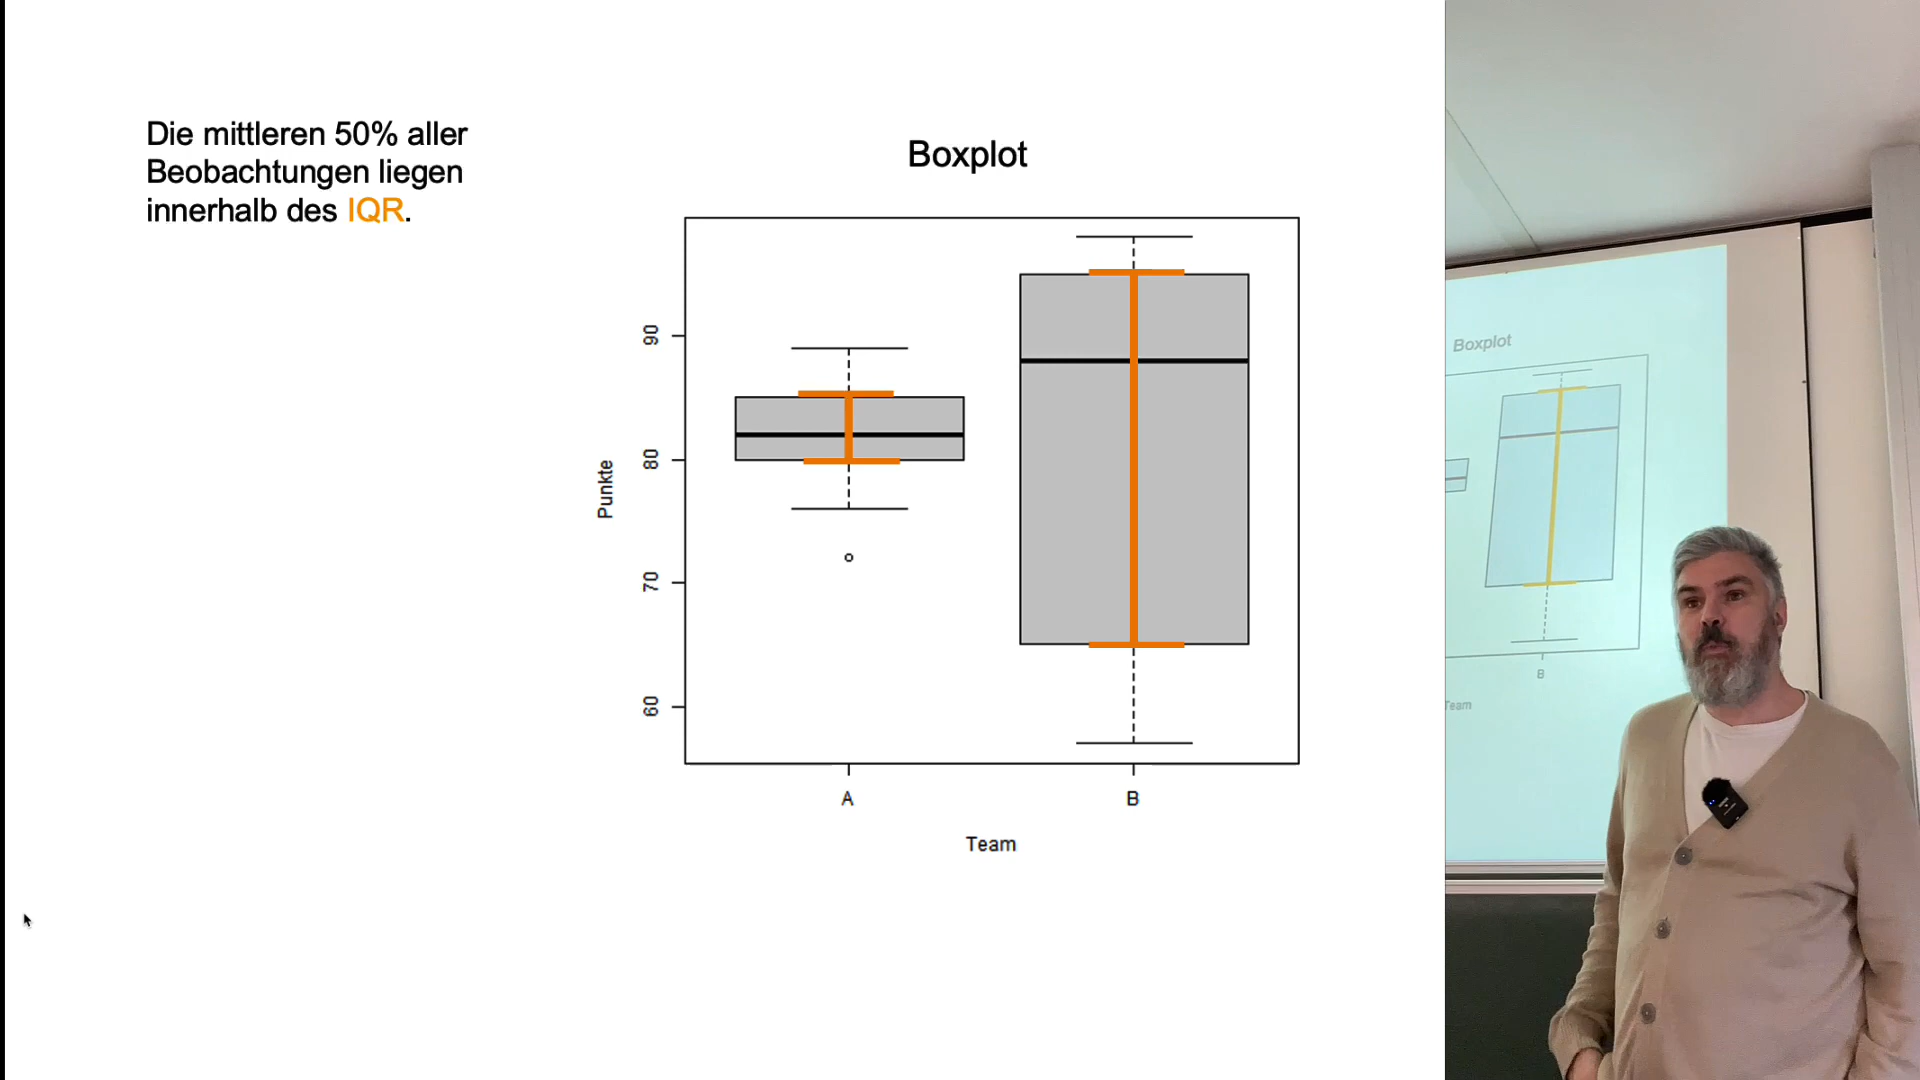 Die mittleren 50% aller
Beobachtungen liegen
innerhalb des IQR.
Boxplot
90
80
70
60
Punkte
A
B
Team
Boxplot
B
Team